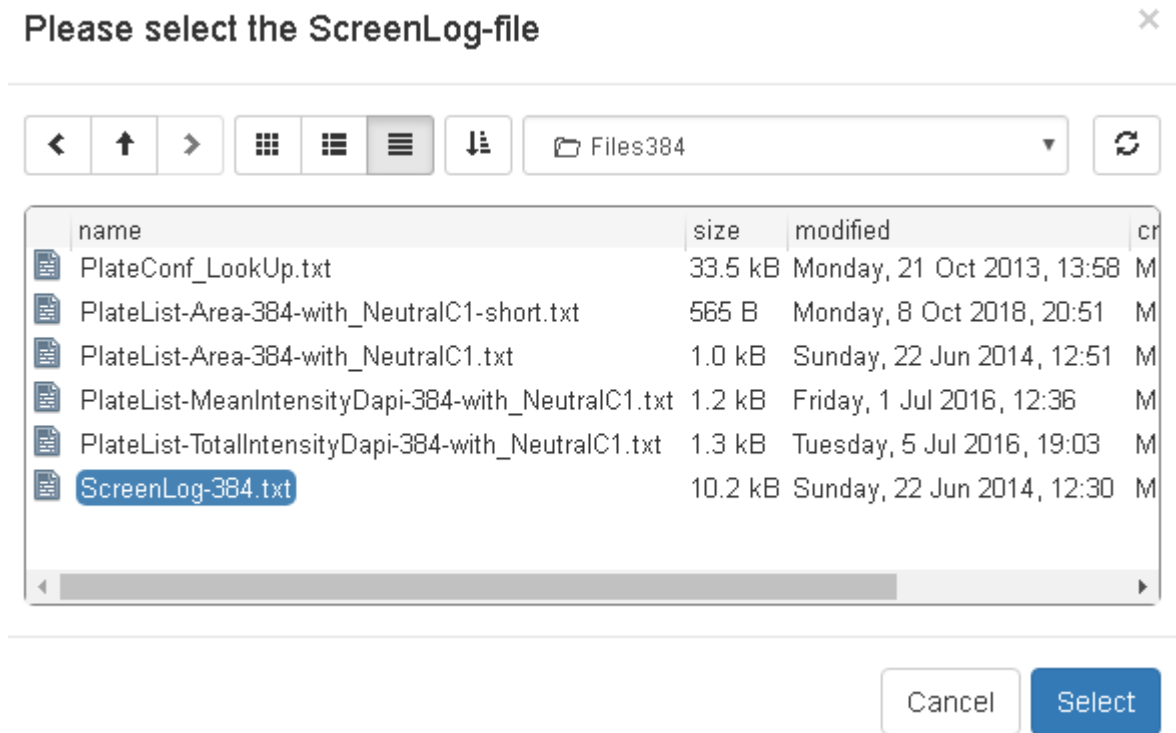 Please select the ScreenLog-file ×
Files384
name size modified cr
PlateConf_LookUp.txt 33.5 kB Monday, 21 Oct 2013, 13:58 M
PlateList-Area-384-with_NeutralC1-short.txt 565 B Monday, 8 Oct 2018, 20:51 M
PlateList-Area-384-with_NeutralC1.txt 1.0 kB Sunday, 22 Jun 2014, 12:51 M
PlateList-MeanIntensityDapi-384-with_NeutralC1.txt 1.2 kB Friday, 1 Jul 2016, 12:36 M
PlateList-TotalIntensityDapi-384-with_NeutralC1.txt 1.3 kB Tuesday, 5 Jul 2016, 19:03 M
ScreenLog-384.txt 10.2 kB Sunday, 22 Jun 2014, 12:30 M
Cancel Select